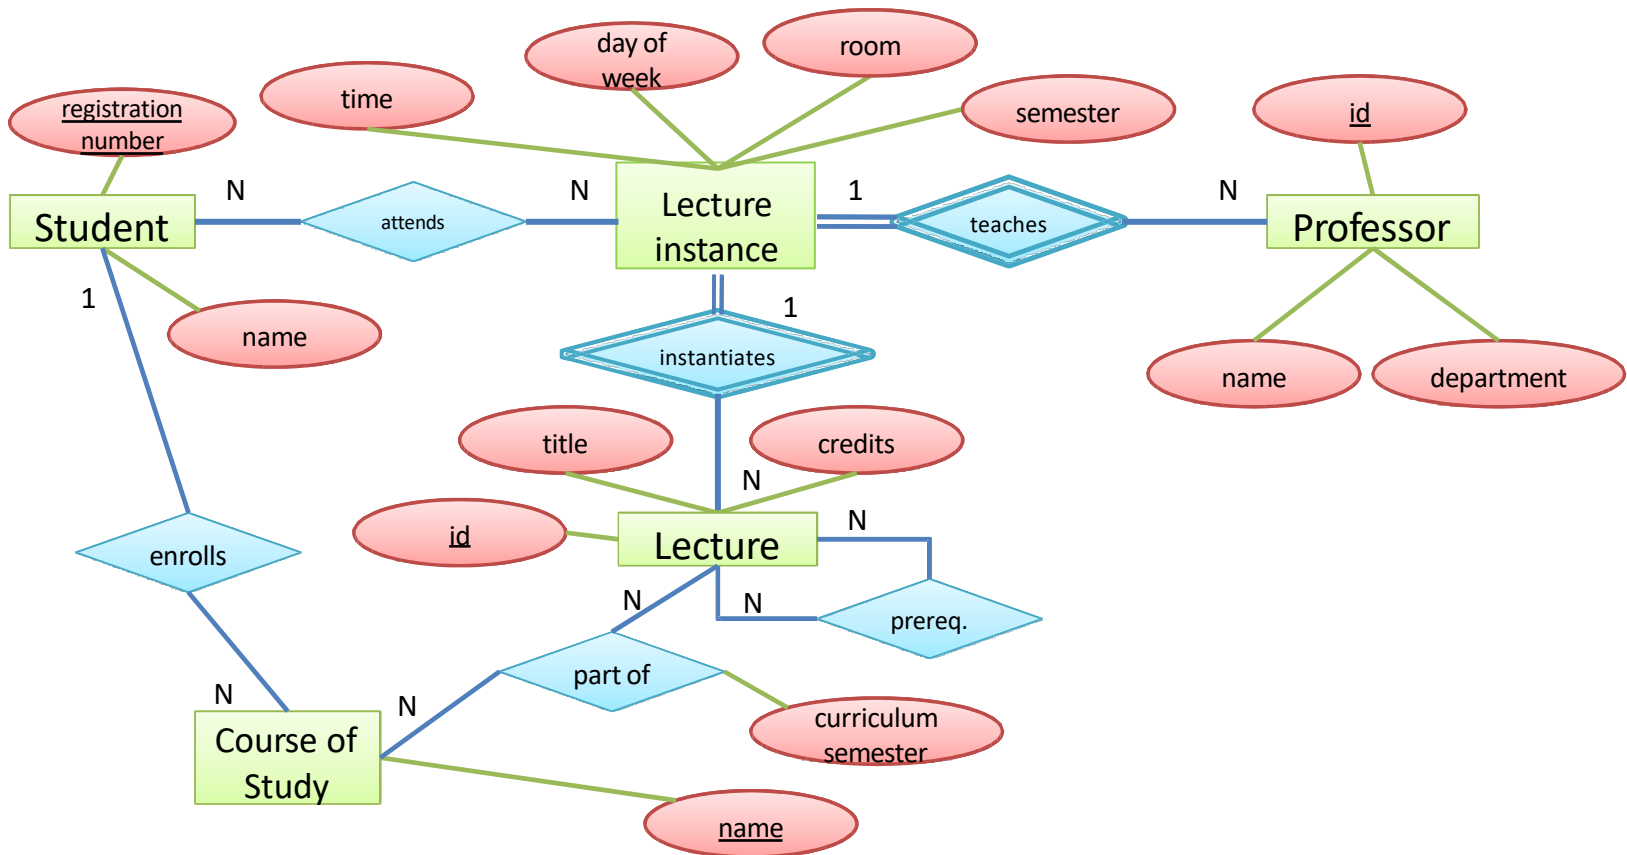 day of
week
room
time
semester
id
registration
number
N
N
1
N
Student
attends
Lecture
instance
teaches
Professor
1
name
1
instantiates
name
department
title
credits
N
id
Lecture
N
enrolls
N
N
prereq.
part of
N
N
curriculum
semester
Course of
Study
name